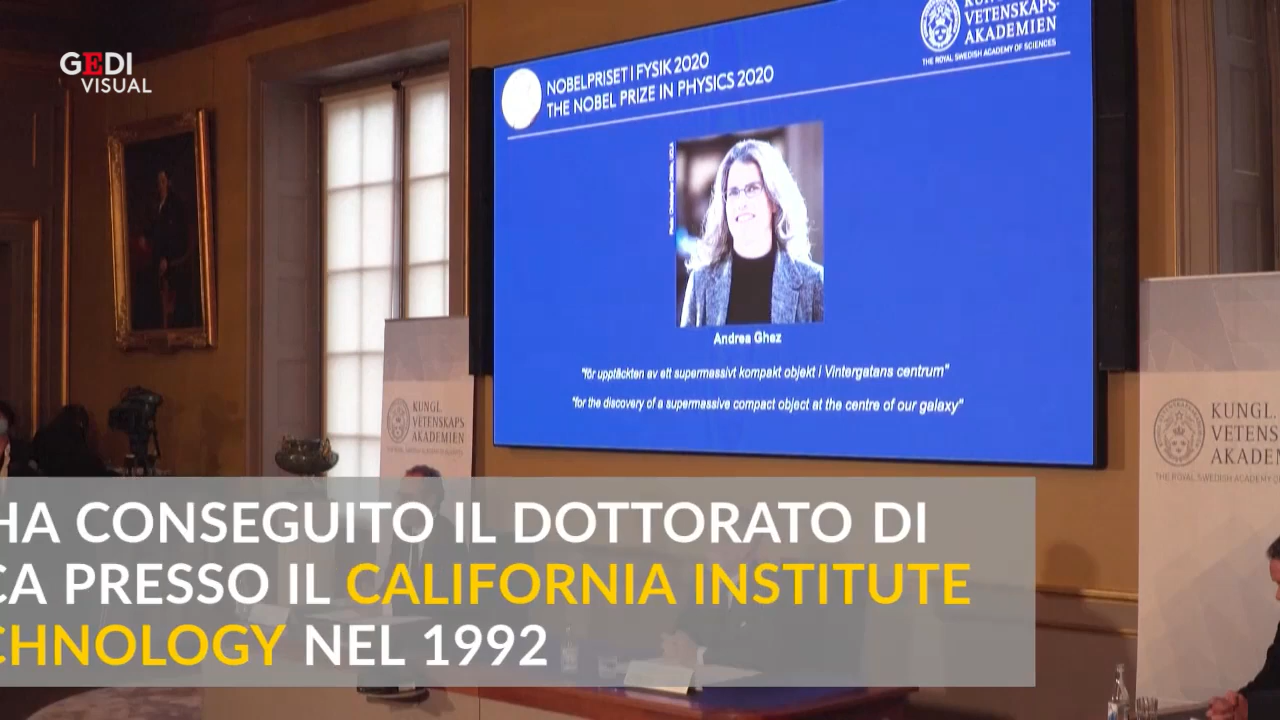 GEDI
VISUAL
NOBELPRISET I FYSIK 2020
THE NOBEL PRIZE IN PHYSICS 2020
KUNGL.
VETENSKAPS-
AKADEMIEN
THE ROYAL SWEDISH ACADEMY OF SCIENCES
Andrea Ghez
"för upptäckten av ett supermassivt kompakt objekt i Vintergatans centrum"
"for the discovery of a supermassive compact object at the centre of our galaxy"
KUNGL.
VETENSKAPS
AKADEMIEN
KUNGL.
VETENS
AKADEM
THE ROYAL SWEDISH ACADEMY OF
HA CONSEGUITO IL DOTTORATO DI
CA PRESSO IL CALIFORNIA INSTITUTE
CHNOLOGY NEL 1992